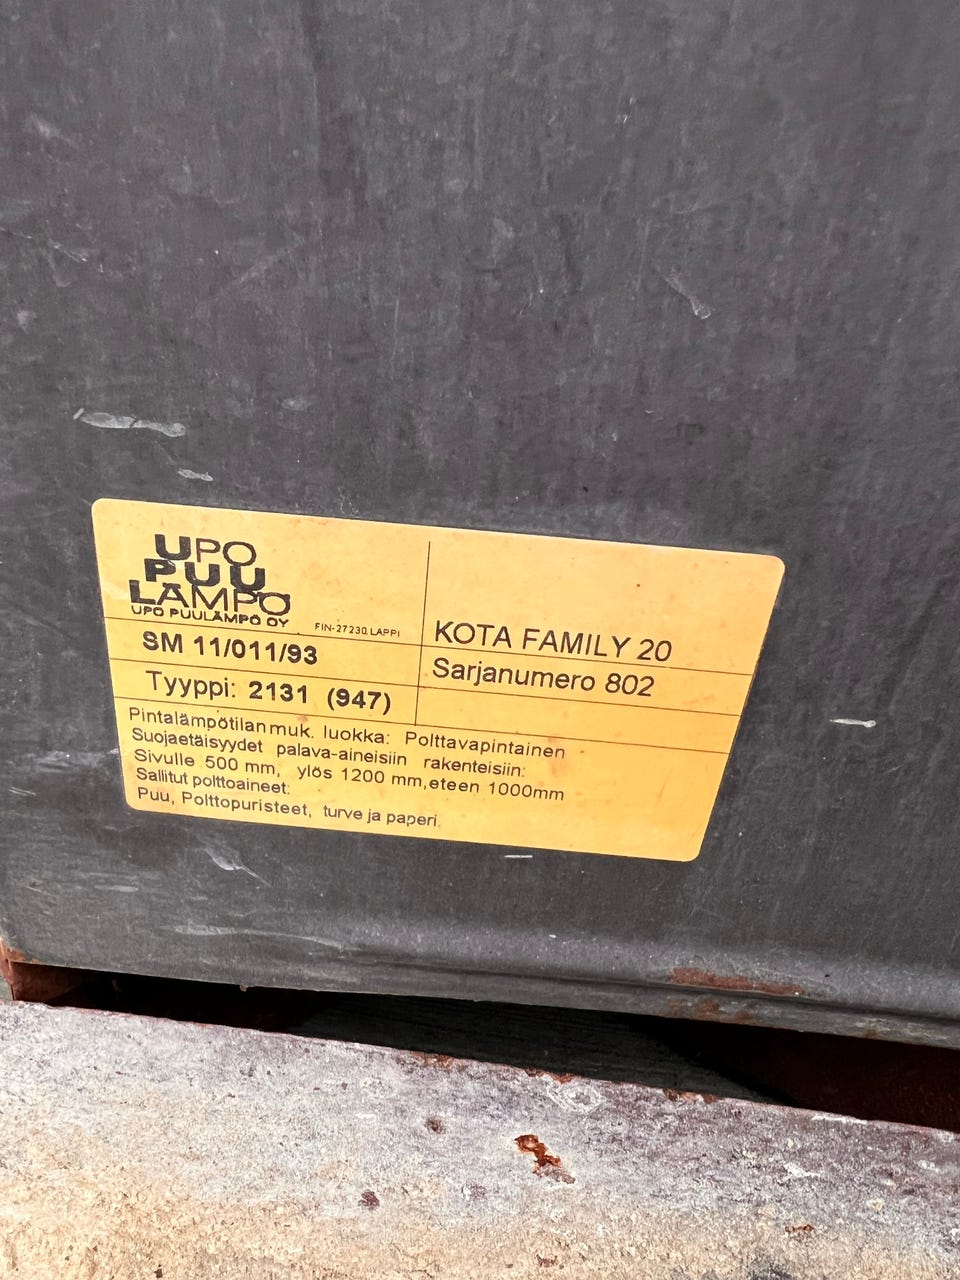 UPO
PUU
LÄMPÖ
UPO PUULÄMPÖ OY
FIN-27230 LAPPI
KOTA FAMILY 20
SM 11/011/93
Sarjanumero 802
Tyyppi: 2131 (947)
Pintalämpötilan muk. luokka: Polttavapintainen
Suojaetäisyydet palava-aineisiin rakenteisiin:
Sivulle 500 mm, ylös 1200 mm, eteen 1000mm
Sallitut polttoaineet:
Puu, Polttopuristeet, turve ja paperi.